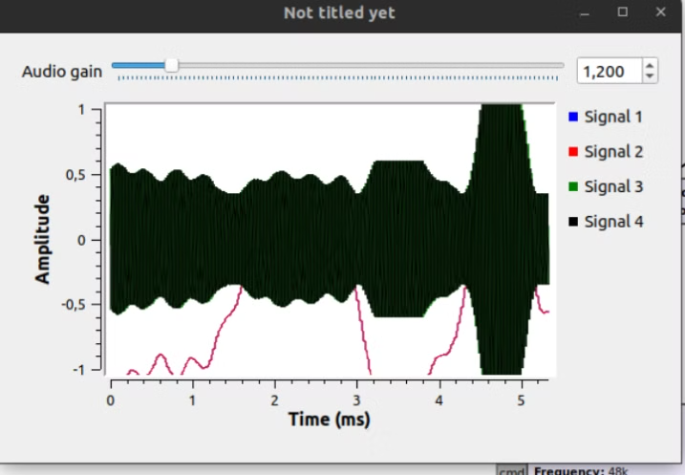 Not titled yet
Audio gain
1,200
Signal 1
Signal 2
Signal 3
Signal 4
1
0,5
0
-0,5
-1
Amplitude
0 1 2 3 4 5
Time (ms)
cmd Frequency: 48k